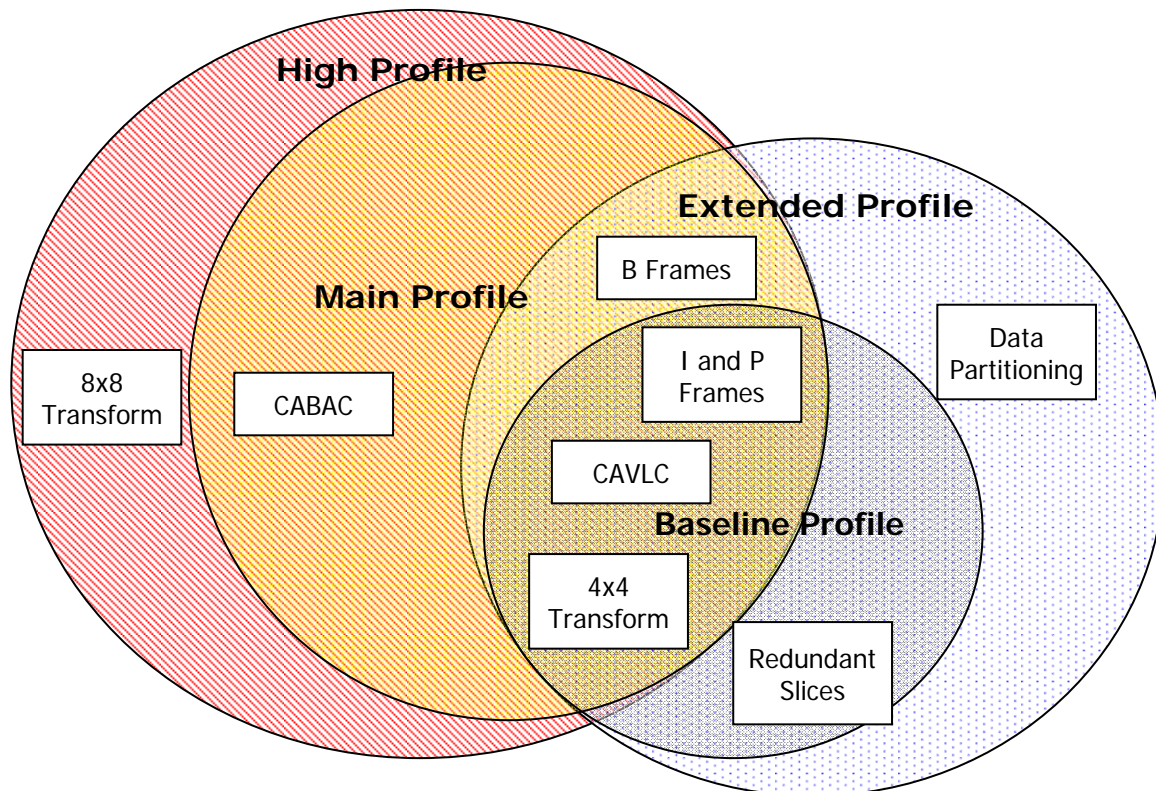 High Profile
Extended Profile
B Frames
Main Profile
I and P
Frames
Data
Partitioning
8x8
Transform
CABAC
CAVLC
Baseline Profile
4x4
Transform
Redundant
Slices